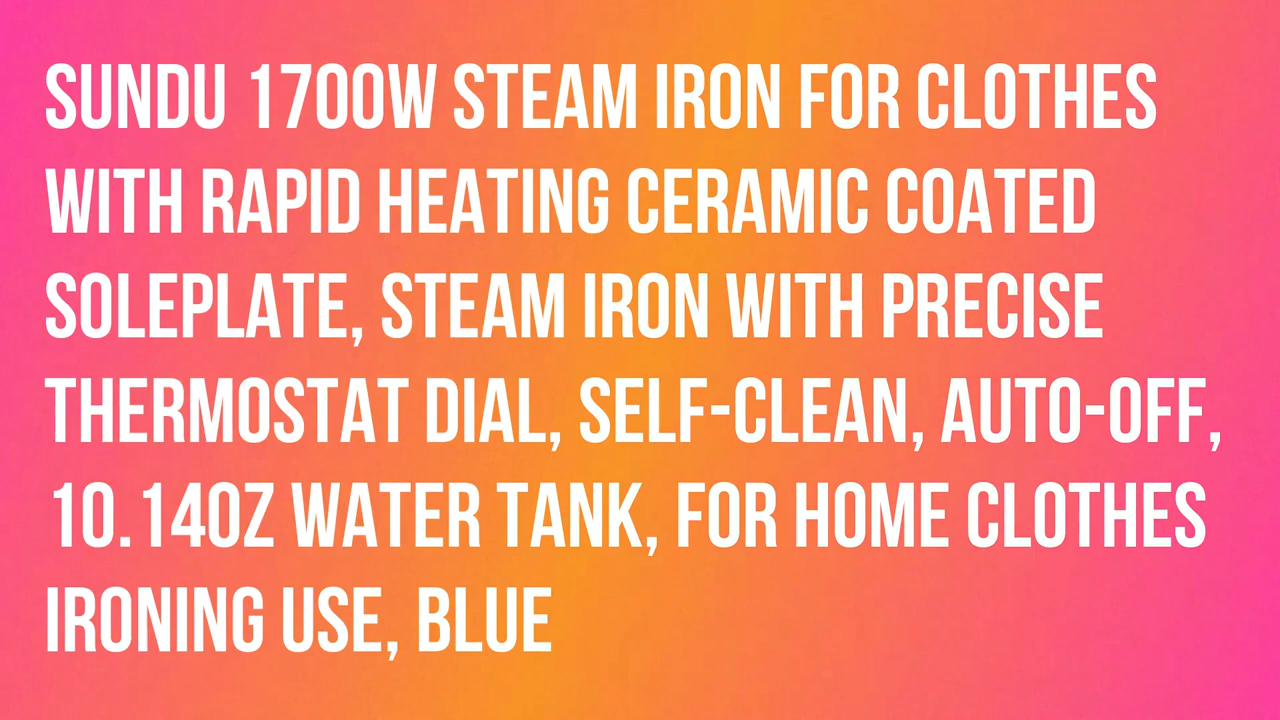 SUNDU 1700W STEAM IRON FOR CLOTHES
WITH RAPID HEATING CERAMIC COATED
SOLEPLATE, STEAM IRON WITH PRECISE
THERMOSTAT DIAL, SELF-CLEAN, AUTO-OFF,
10.14OZ WATER TANK, FOR HOME CLOTHES
IRONING USE, BLUE